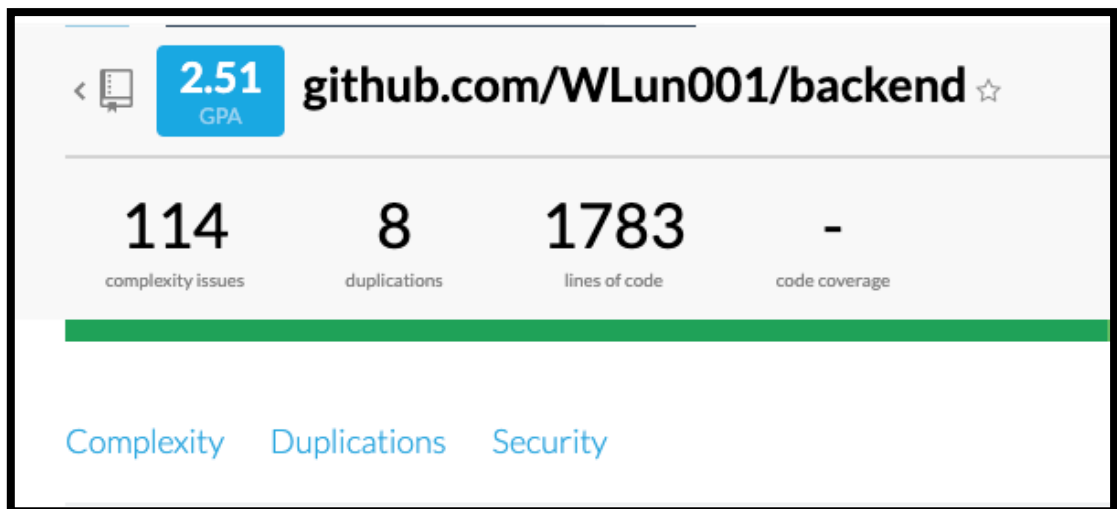 2.51
GPA
github.com/WLun001/backend
114 8 1783 -
complexity issues duplications lines of code code coverage
Complexity Duplications Security